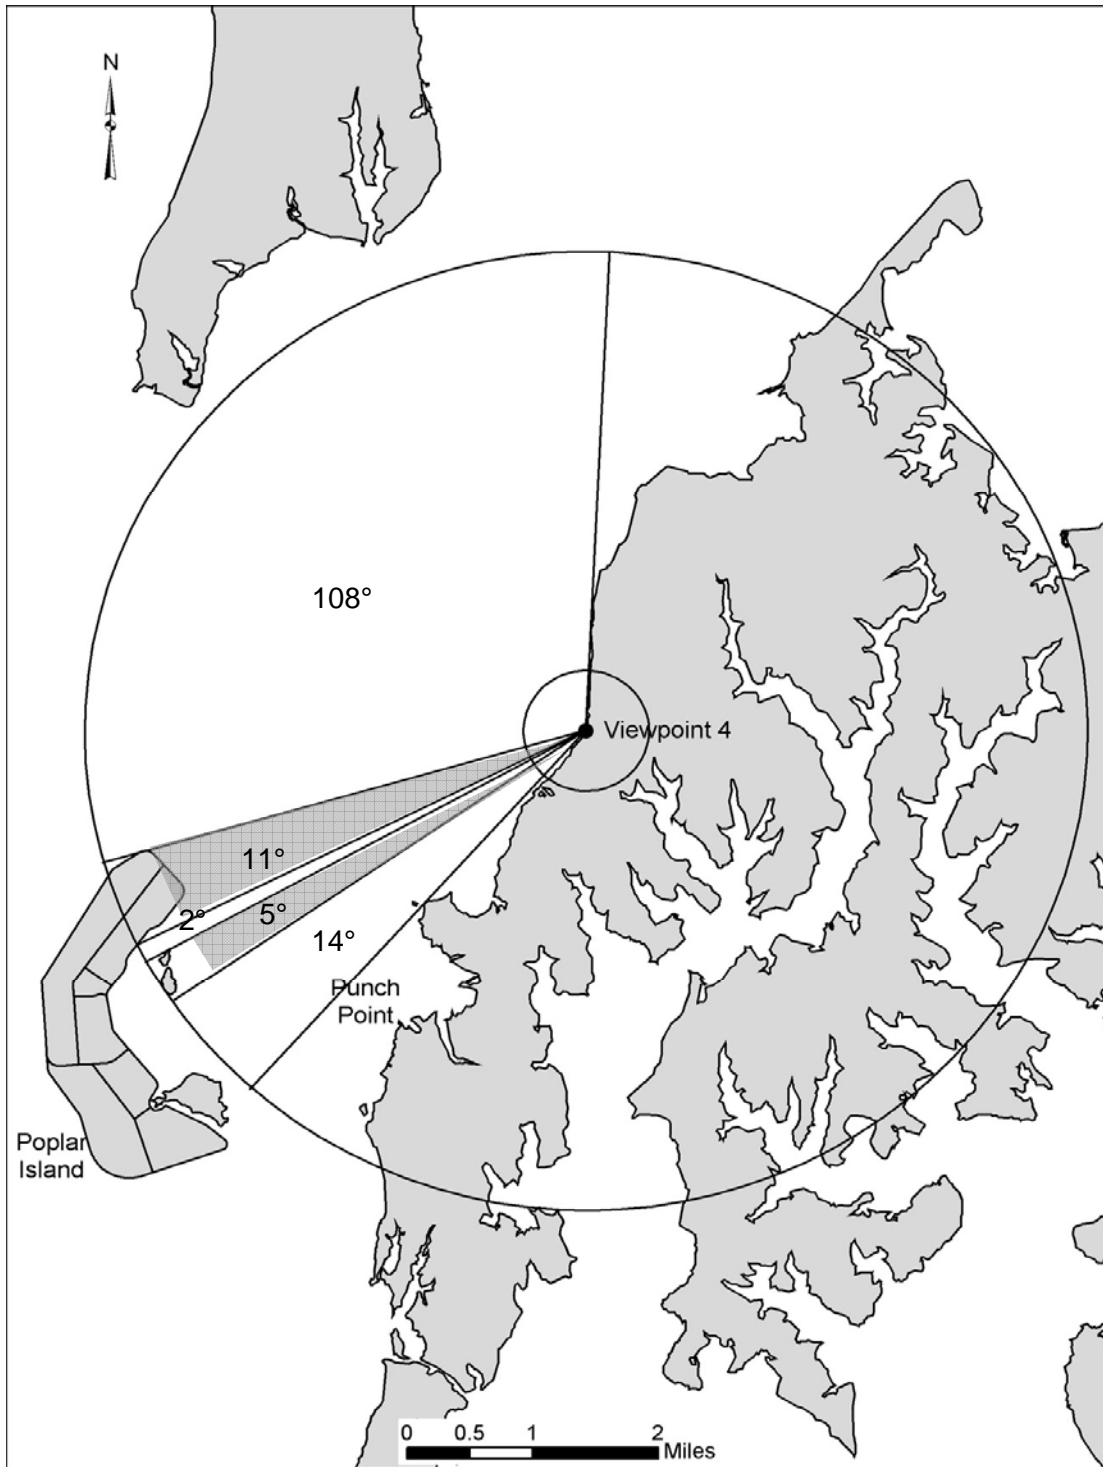 N
108°
Viewpoint 4
11°
2°
5°
14°
Punch
Point
Poplar
Island
0 0.5 1 2
Miles